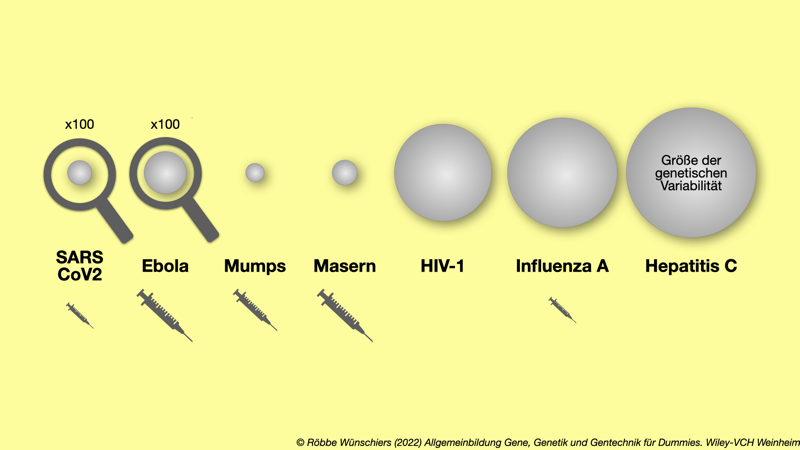 x100
x100
Größe der
genetischen
Variabilität
SARS
CoV2
Ebola
Mumps
Masern
HIV-1
Influenza A
Hepatitis C
© Röbbe Wünschiers (2022) Allgemeinbildung Gene, Genetik und Gentechnik für Dummies. Wiley-VCH Weinheim